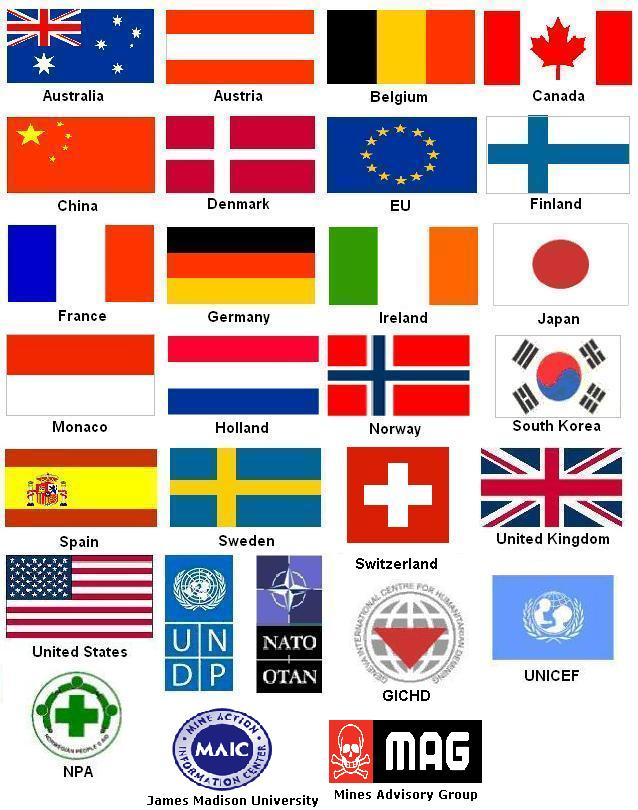 Australia
Austria
Belgium
Canada
China
Denmark
EU
Finland
France
Germany
Ireland
Japan
Monaco
Holland
Norway
South Korea
Spain
Sweden
Switzerland
United Kingdom
United States
UN
DP
NATO
OTAN
GENEVA INTERNATIONAL CENTRE FOR HUMANITARIAN DEMINING
GICHD
UNICEF
NORWEGIAN PEOPLE'S AID
NPA
MINE ACTION
MAIC
INFORMATION CENTER
James Madison University
MAG
Mines Advisory Group